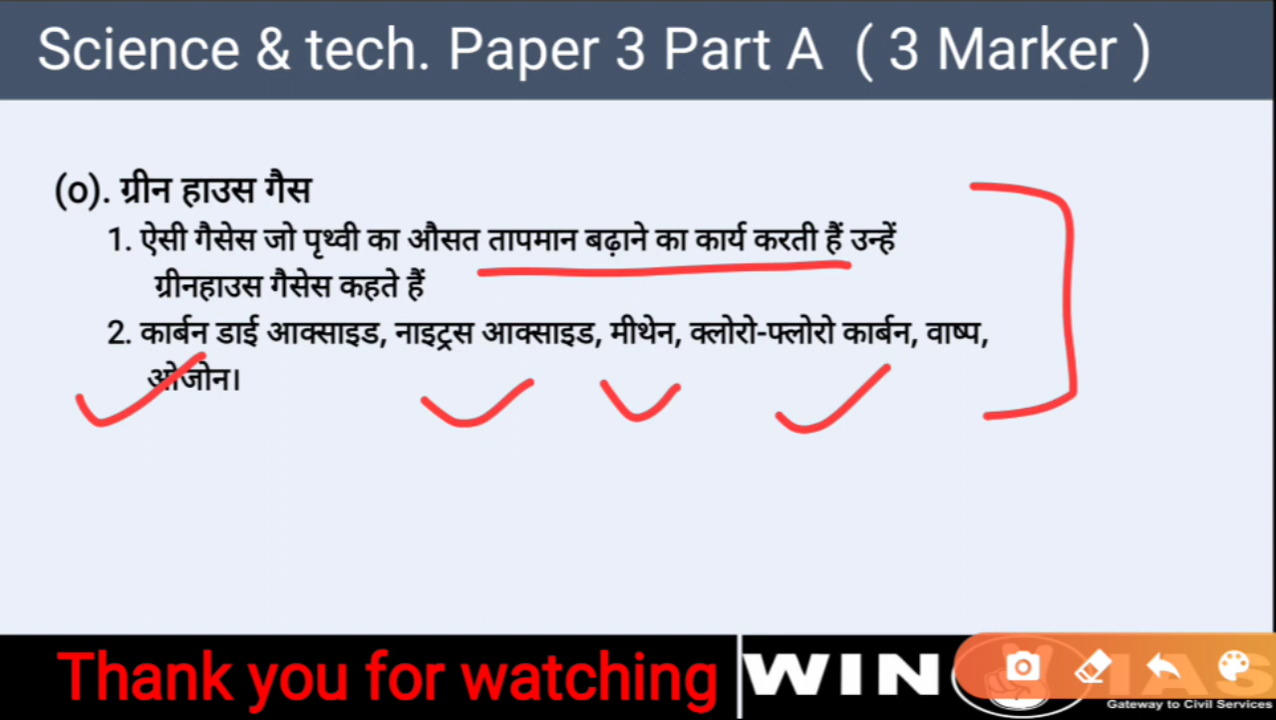 Science & tech. Paper 3 Part A ( 3 Marker )
(o). ग्रीन हाउस गैस
1. ऐसी गैसेस जो पृथ्वी का औसत तापमान बढ़ाने का कार्य करती हैं उन्हें
ग्रीनहाउस गैसेस कहते हैं
2. कार्बन डाई आक्साइड, नाइट्रस आक्साइड, मीथेन, क्लोरो-फ्लोरो कार्बन, वाष्प,
ओजोन।
Thank you for watching
WIN IAS
Gateway to Civil Services